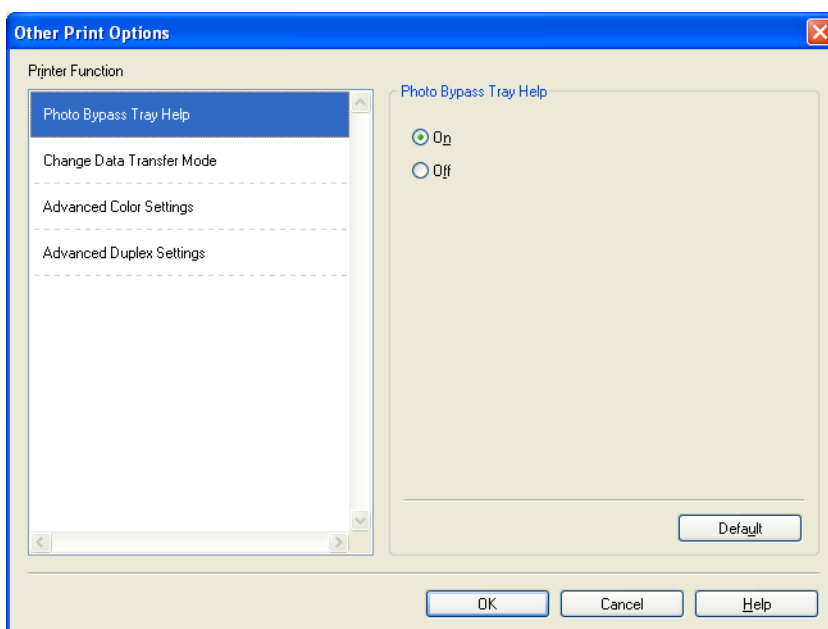 Other Print Options
Printer Function
Photo Bypass Tray Help
Change Data Transfer Mode
Advanced Color Settings
Advanced Duplex Settings
Photo Bypass Tray Help
On
Off
Default
OK
Cancel
Help